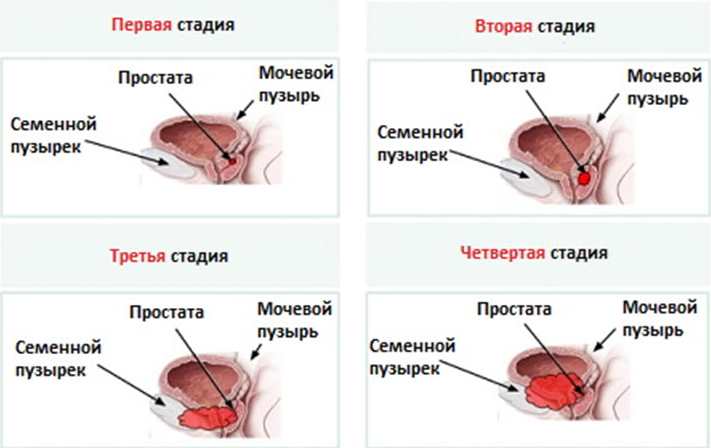 Первая стадия
Простата
Мочевой
пузырь
Семенной
пузырек
Вторая стадия
Простата
Мочевой
пузырь
Семенной
пузырек
Третья стадия
Простата
Мочевой
пузырь
Семенной
пузырек
Четвертая стадия
Простата
Мочевой
пузырь
Семенной
пузырек